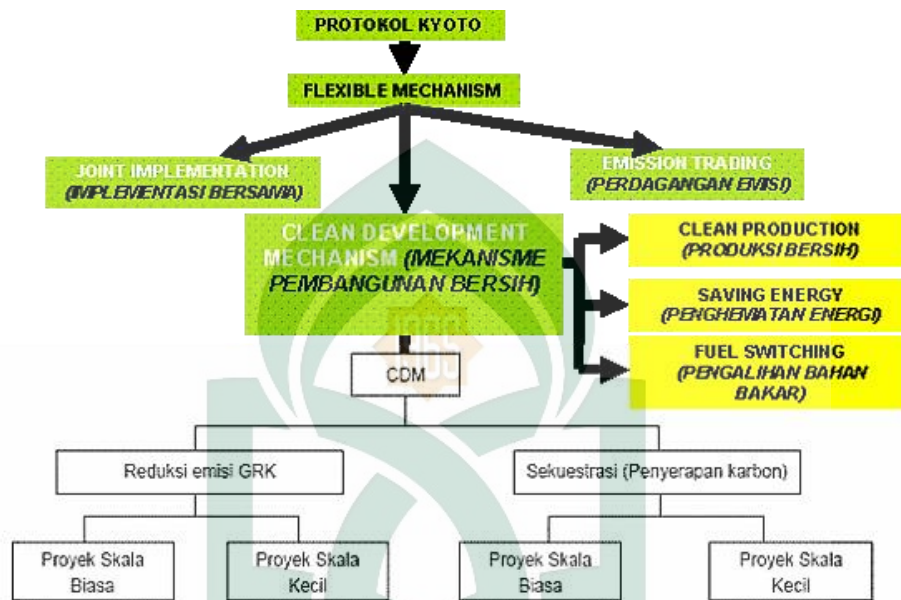 PROTOKOL KYOTO
FLEXIBLE MECHANISM
JOINT IMPLEMENTATION
(IMPLEMENTASI BERSAMA)
EMISSION TRADING
(PERDAGANGAN EMISI)
CLEAN DEVELOPMENT
MECHANISM (MEKANISME
PEMBANGUNAN BERSIH)
CLEAN PRODUCTION
(PRODUKSI BERSIH)
SAVING ENERGY
(PENGHEMATAN ENERGI)
FUEL SWITCHING
(PENGALIHAN BAHAN
BAKAR)
CDM
Reduksi emisi GRK
Sekuestrasi (Penyerapan karbon)
Proyek Skala
Biasa
Proyek Skala
Kecil
Proyek Skala
Biasa
Proyek Skala
Kecil